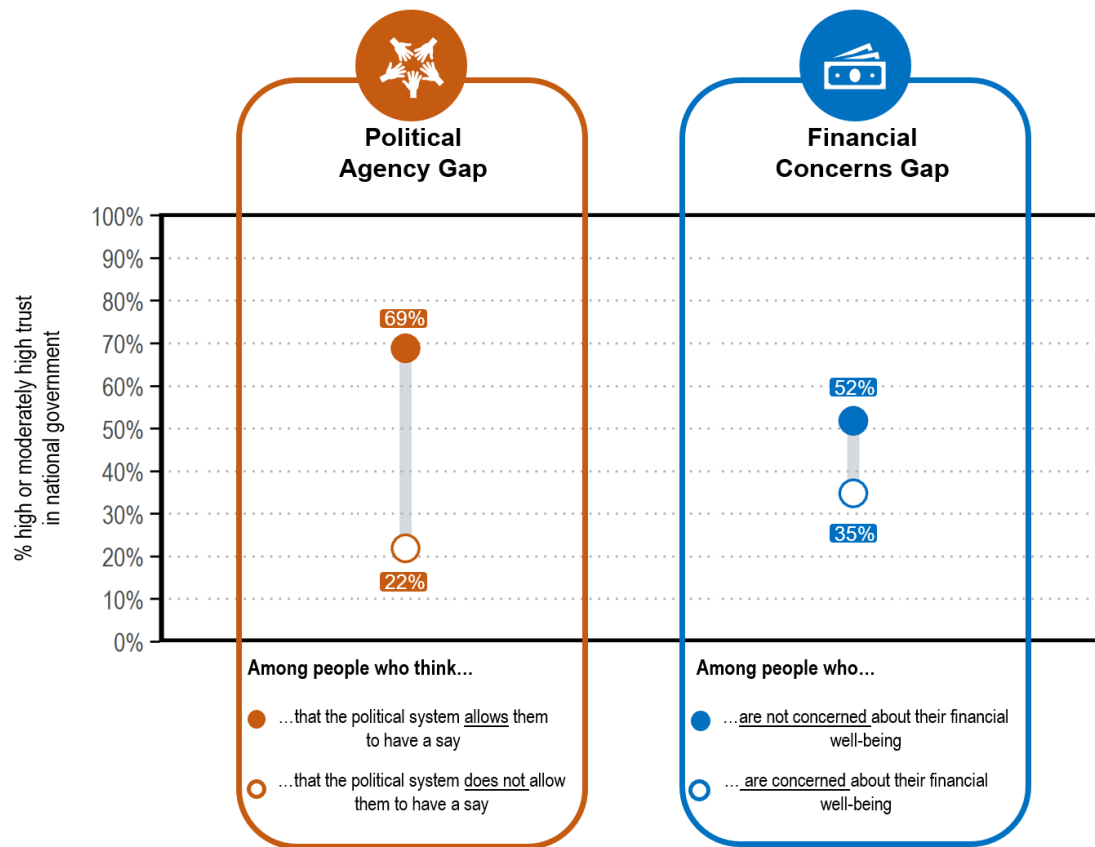 Political
Agency Gap
Financial
Concerns Gap
% high or moderately high trust
in national government
100%
90%
80%
70%
60%
50%
40%
30%
20%
10%
0%
69%
22%
52%
35%
Among people who think…
…that the political system allows them
to have a say
…that the political system does not allow
them to have a say
Among people who…
…are not concerned about their financial
well-being
… are concerned about their financial
well-being